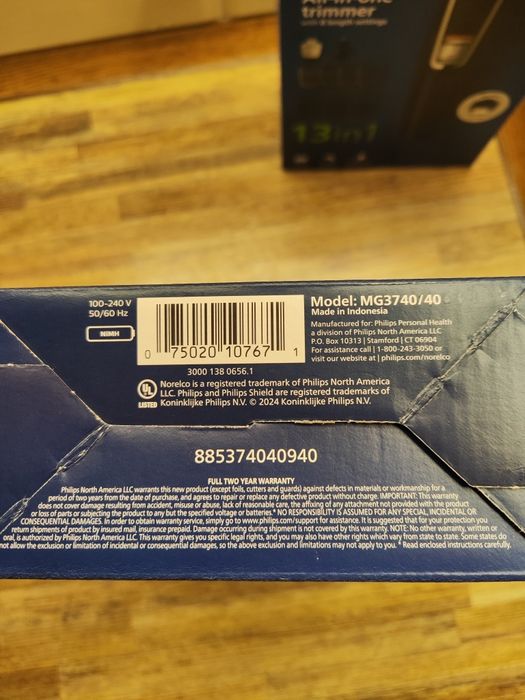 All-in-one
trimmer
13in1
100-240 V
50/60 Hz
NiMH
0 75020 10767 1
Model: MG3740/40
Made in Indonesia
Manufactured for: Philips Personal Health
a division of Philips North America LLC
P.O. Box 10313 | Stamford | CT 06904
For assistance call | 1-800-243-3050 or
visit our website at | philips.com/norelco
3000 138 0656.1
UL
LISTED
Norelco is a registered trademark of Philips North America
LLC. Philips and Philips Shield are registered trademarks of
Koninklijke Philips N.V. © 2024 Koninklijke Philips N.V.
885374040940
FULL TWO YEAR WARRANTY
Philips North America LLC warrants this new product (except foils, cutters and guards) against defects in materials or workmanship for a
period of two years from the date of purchase, and agrees to repair or replace any defective product without charge. IMPORTANT: This warranty
does not cover damage resulting from accident, misuse or abuse, lack of reasonable care, the affixing of any attachment not provided with the product
or loss of parts or subjecting the product to any but the specified voltage or batteries.* NO RESPONSIBILITY IS ASSUMED FOR ANY SPECIAL, INCIDENTAL OR
CONSEQUENTIAL DAMAGES. In order to obtain warranty service, simply go to www.philips.com/support for assistance. It is suggested that for your protection you
return shipments of product by insured mail, insurance prepaid. Damage occurring during shipment is not covered by this warranty. NOTE: No other warranty, written or
oral, is authorized by Philips North America LLC. This warranty gives you specific legal rights, and you may also have other rights which vary from state to state. Some states do
not allow the exclusion or limitation of incidental or consequential damages, so the above exclusion and limitations may not apply to you. * Read enclosed instructions carefully.